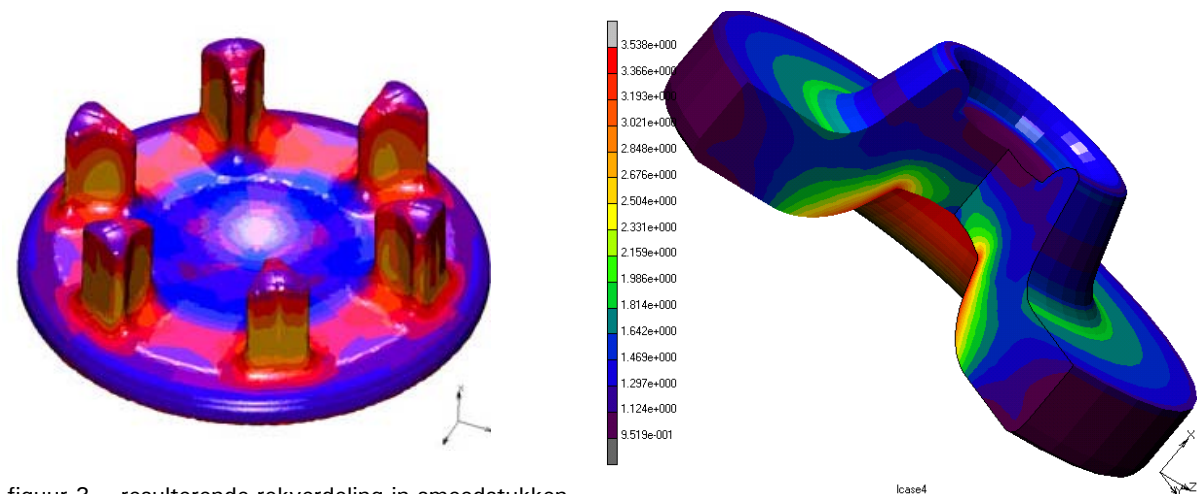 3.538e+000
3.366e+000
3.193e+000
3.021e+000
2.848e+000
2.676e+000
2.504e+000
2.331e+000
2.159e+000
1.986e+000
1.814e+000
1.642e+000
1.469e+000
1.297e+000
1.124e+000
9.519e-001
X
Z
lcase4
figuur resulterende rekverdeling in smeedstukken